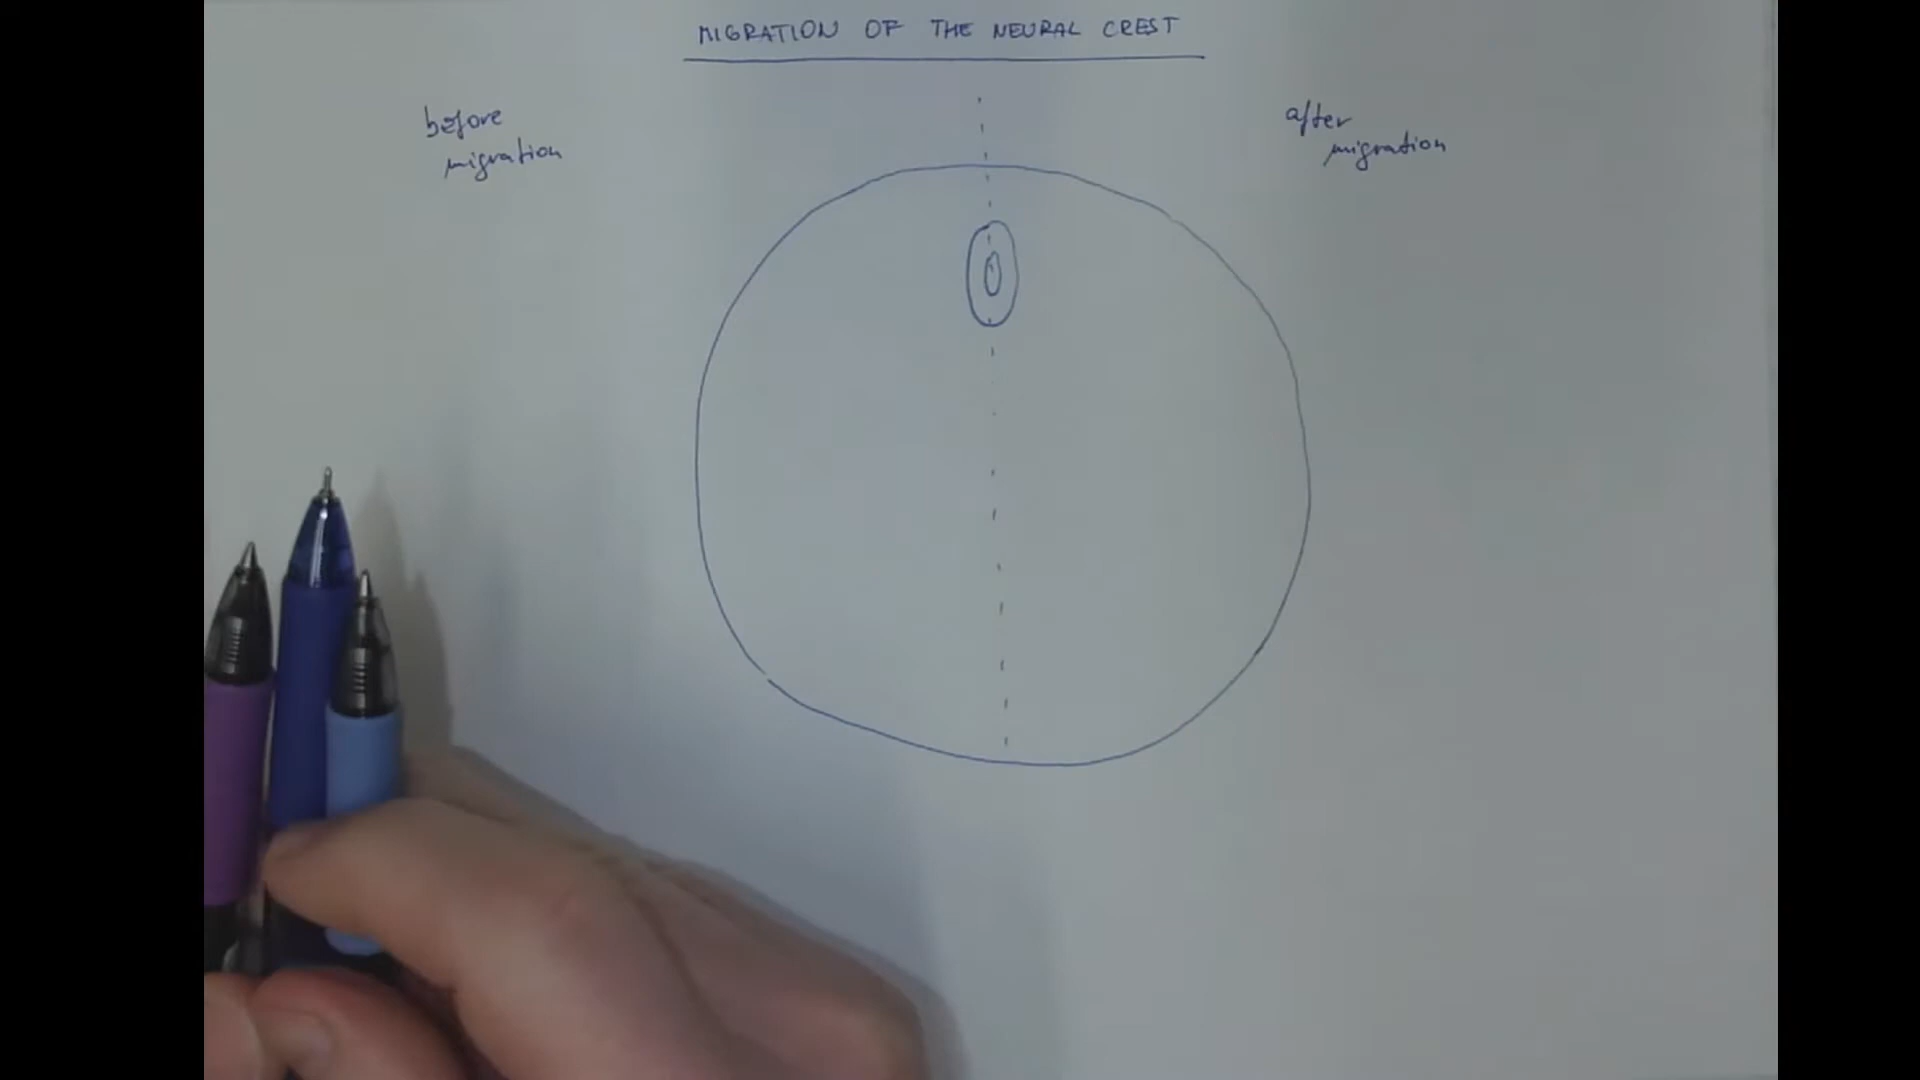 MIGRATION OF THE NEURAL CREST
before
migration
after
migration